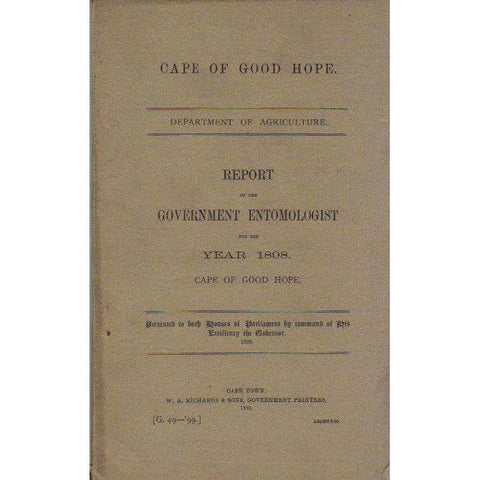 CAPE OF GOOD HOPE.
DEPARTMENT OF AGRICULTURE.
REPORT
OF THE
GOVERNMENT ENTOMOLOGIST
FOR THE
YEAR 1898.
CAPE OF GOOD HOPE.
Presented to both Houses of Parliament by command of His
Excellency the Governor.
1899.
CAPE TOWN:
W. A. RICHARDS & SONS, GOVERNMENT PRINTERS,
1899.
[G. 49—'99.]